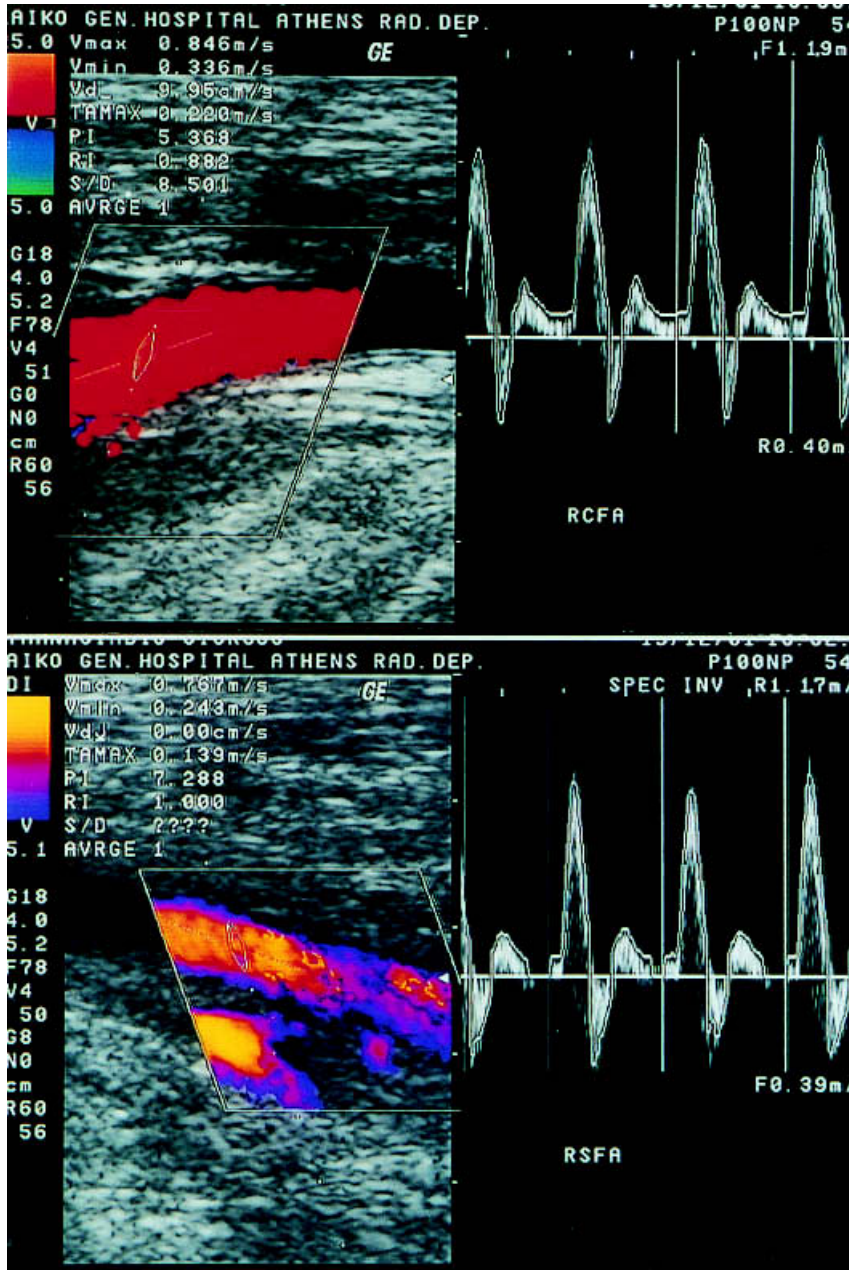 AIKO GEN.HOSPITAL ATHENS RAD.DEP.
P100NP 54
5.0 Vmax 0.846m/s
GE
F1.19m
Vmin 0.336m/s
Vd 9.95cm/s
V TAMAX 0.220m/s
PI 5.368
RI 0.882
S/D 8.501
5.0 AVRGE 1
G18
4.0
5.2
F78
V4
51
G0
N0
cm
R60
56
R0.40m
RCFA
AIKO GEN.HOSPITAL ATHENS RAD.DEP.
P100NP 54
DI Vmax 0.767m/s
GE
SPEC INV R1.17m/
Vmin 0.243m/s
Vd 0.00cm/s
TAMAX 0.139m/s
PI 7.288
RI 1.000
V S/D ????
5.1 AVRGE 1
G18
4.0
5.2
F78
V4
50
G8
N0
cm
R60
56
F0.39m/
RSFA